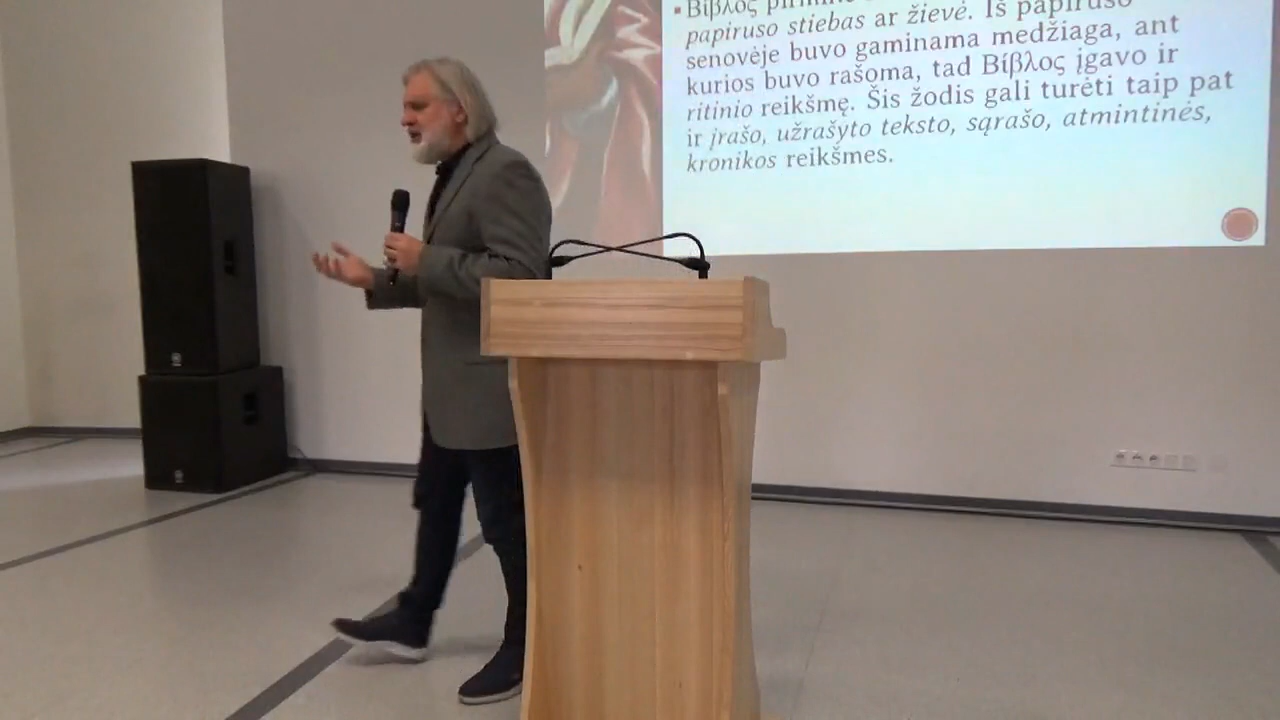 ▪ Βίβλος
papiruso stiebas ar žievė. Iš papiruso
senovėje buvo gaminama medžiaga, ant
kurios buvo rašoma, tad Βίβλος įgavo ir
ritinio reikšmę. Šis žodis gali turėti taip pat
ir įrašo, užrašyto teksto, sąrašo, atmintinės,
kronikos reikšmes.